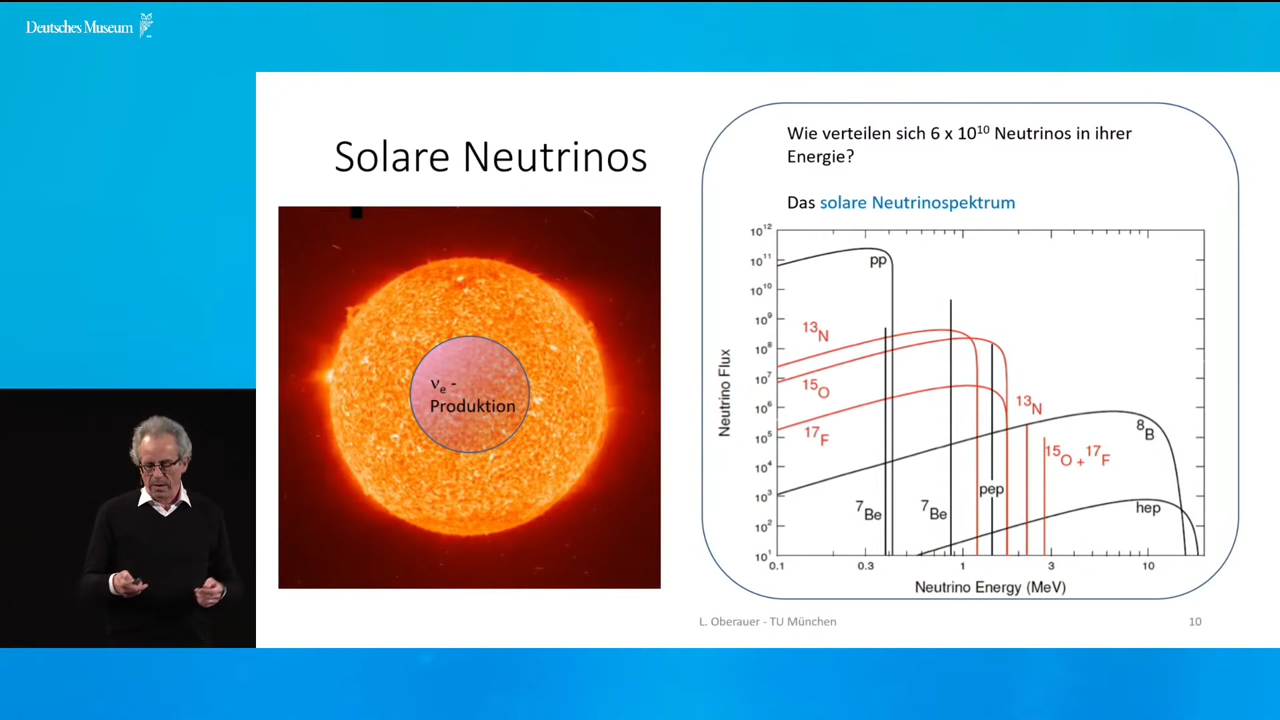 Deutsches Museum
Solare Neutrinos
νe -
Produktion
Wie verteilen sich 6 x 10¹⁰ Neutrinos in ihrer
Energie?
Das solare Neutrinospektrum
Neutrino Flux
10¹²
10¹¹
10¹⁰
10⁹
10⁸
10⁷
10⁶
10⁵
10⁴
10³
10²
10¹
pp
¹³N
¹⁵O
¹⁷F
¹³N
⁸B
¹⁵O + ¹⁷F
pep
⁷Be
⁷Be
hep
0.1 0.3 1 3 10
Neutrino Energy (MeV)
L. Oberauer - TU München
10